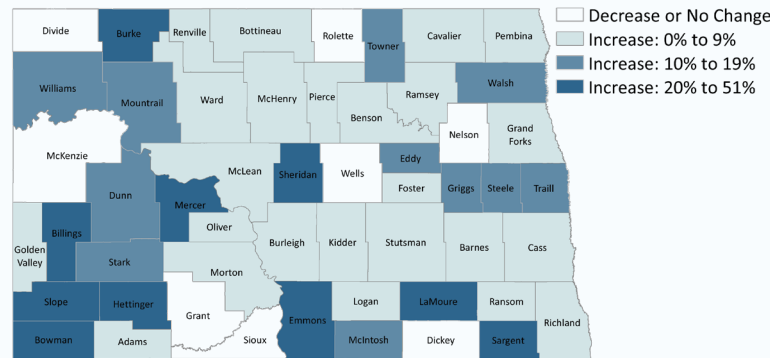 Decrease or No Change
Increase: 0% to 9%
Increase: 10% to 19%
Increase: 20% to 51%
Divide
Burke
Renville
Bottineau
Rolette
Towner
Cavalier
Pembina
Williams
Mountrail
Ward
McHenry
Pierce
Benson
Ramsey
Walsh
Nelson
Grand
Forks
McKenzie
Dunn
McLean
Mercer
Oliver
Sheridan
Wells
Eddy
Foster
Griggs
Steele
Traill
Golden
Valley
Billings
Stark
Morton
Burleigh
Kidder
Stutsman
Barnes
Cass
Slope
Hettinger
Grant
Sioux
Emmons
Logan
LaMoure
Ransom
Richland
Bowman
Adams
McIntosh
Dickey
Sargent